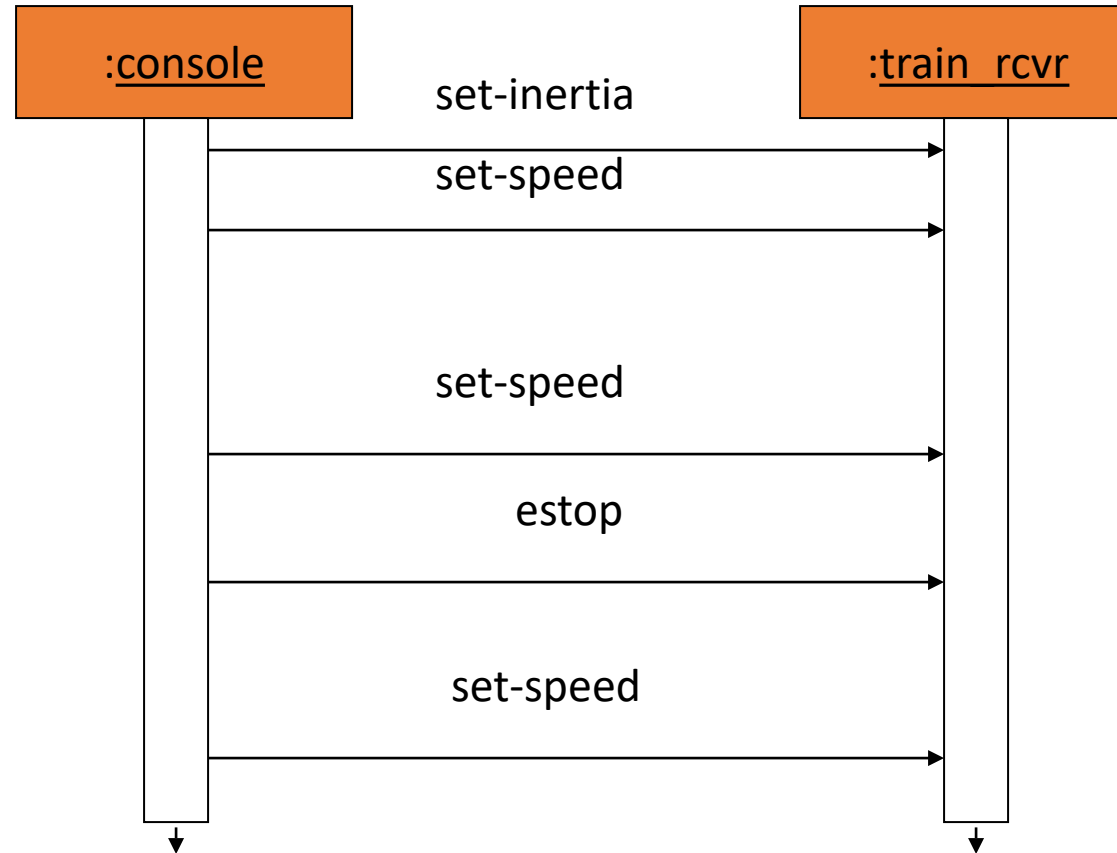 :console
:train_rcvr
set-inertia
set-speed
set-speed
estop
set-speed